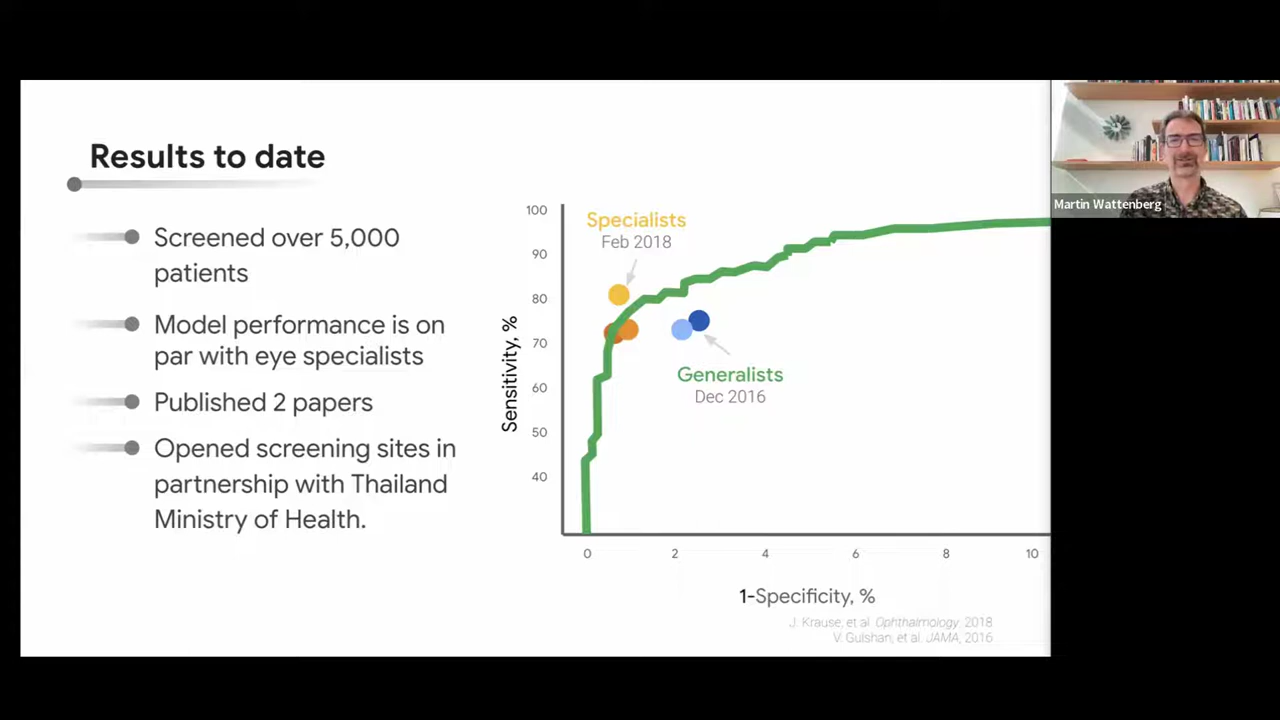 Results to date
Screened over 5,000
patients
Model performance is on
par with eye specialists
Published 2 papers
Opened screening sites in
partnership with Thailand
Ministry of Health.
Sensitivity, %
100
90
80
70
60
50
40
Specialists
Feb 2018
Generalists
Dec 2016
0
2
4
6
8
10
1-Specificity, %
J. Krause, et al Ophthalmology. 2018
V. Gulshan, et al. JAMA, 2016
Martin Wattenberg